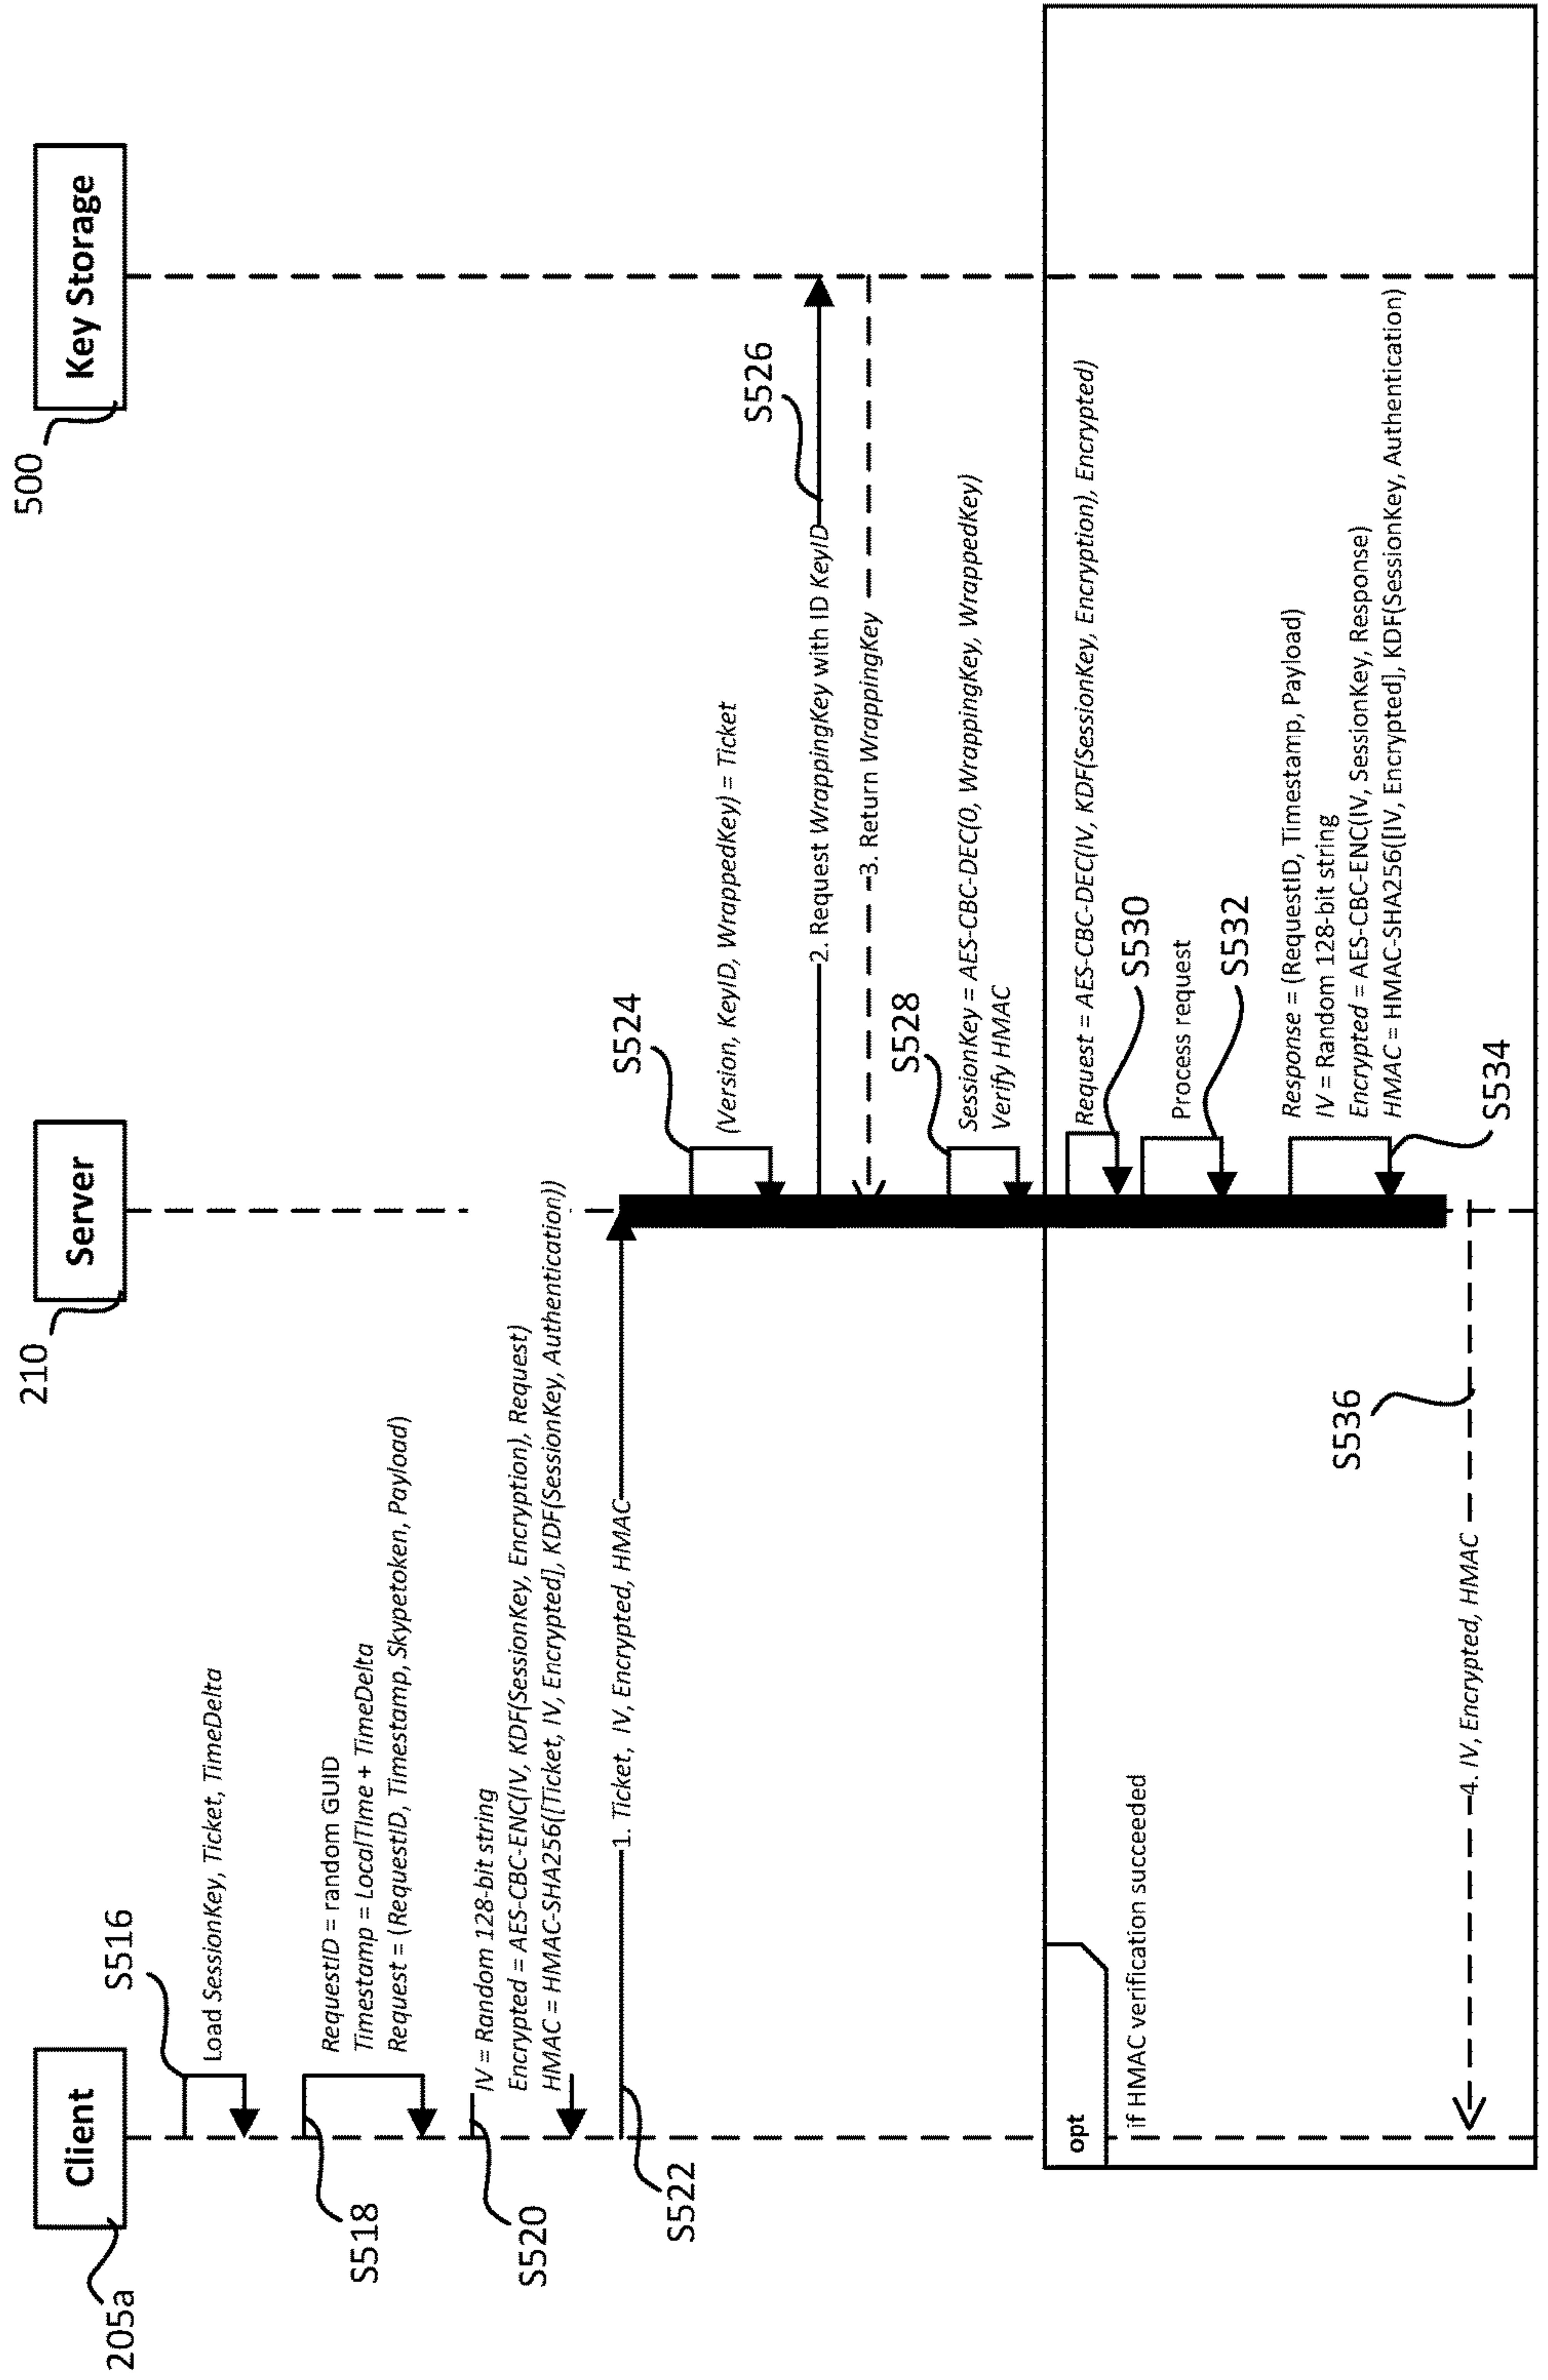 Client
205a
Server
210
Key Storage
500
S516
Load SessionKey, Ticket, TimeDelta
S518
RequestID = random GUID
Timestamp = LocalTIme + TimeDelta
Request = (RequestID, Timestamp, Skypetoken, Payload)
S520
IV = Random 128-bit string
Encrypted = AES-CBC-ENC(IV, KDF(SessionKey, Encryption), Request)
HMAC = HMAC-SHA256([Ticket, IV, Encrypted], KDF(SessionKey, Authentication))
S522
1. Ticket, IV, Encrypted, HMAC
S524
(Version, KeyID, WrappedKey) = Ticket
S526
2. Request WrappingKey with ID KeyID
3. Return WrappingKey
S528
SessionKey = AES-CBC-DEC(0, WrappingKey, WrappedKey)
Verify HMAC
opt
if HMAC verification succeeded
Request = AES-CBC-DEC(IV, KDF(SessionKey, Encryption), Encrypted)
S530
Process request
S532
Response = (RequestID, Timestamp, Payload)
IV = Random 128-bit string
Encrypted = AES-CBC-ENC(IV, SessionKey, Response)
HMAC = HMAC-SHA256([IV, Encrypted], KDF(SessionKey, Authentication)
S534
S536
4. IV, Encrypted, HMAC